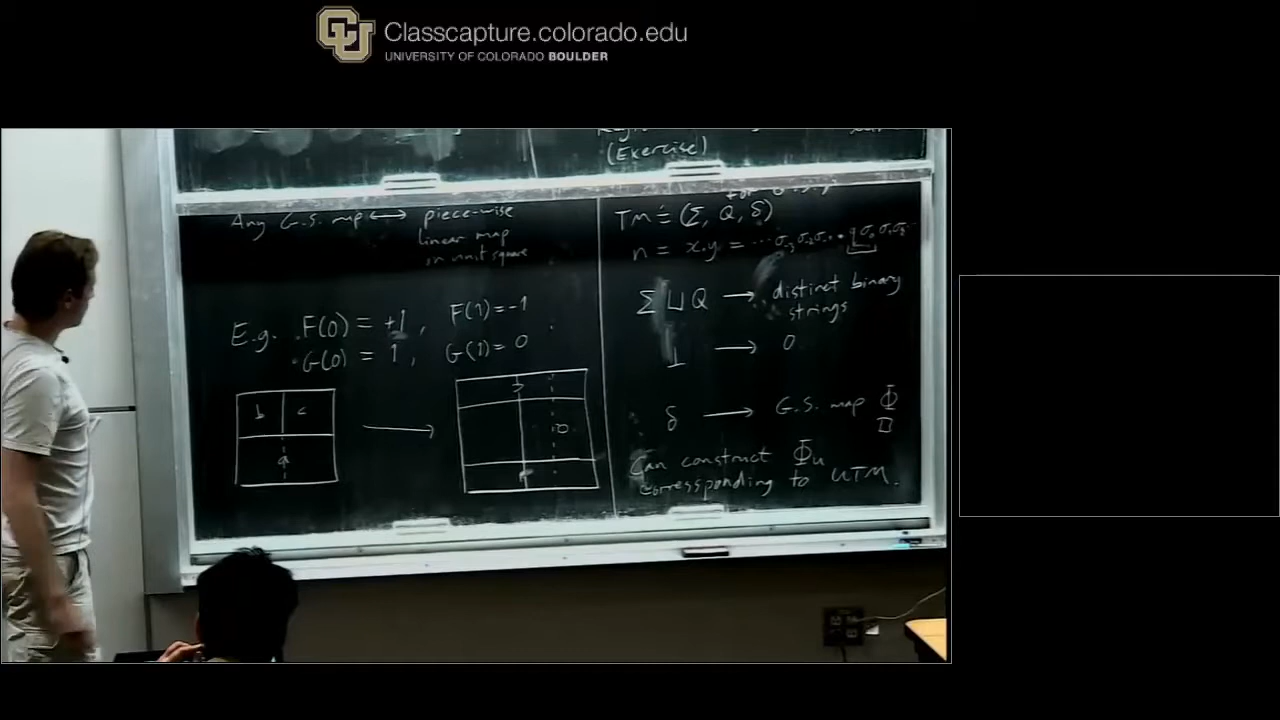 Classcapture.colorado.edu
UNIVERSITY OF COLORADO BOULDER
(Exercise)
Any G.S. map ⟷ piece-wise
linear map
on unit square
E.g. F(0) = +1, F(1) = -1
G(0) = 1, G(1) = 0
b c
a
TM ≐ (Σ, Q, δ)
x.y =
Σ ⊔ Q → distinct binary
strings
⊥ → 0
δ → G.S. map Φ
Can construct Φu
corressponding to UTM.